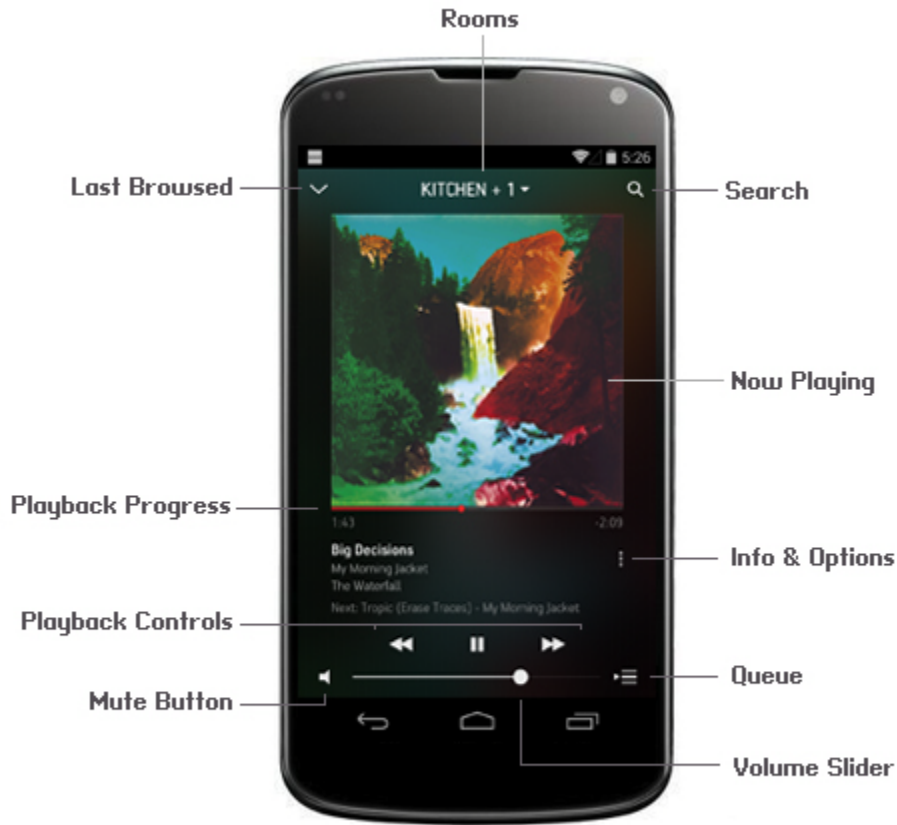 Rooms
5:26
Last Browsed
KITCHEN + 1
Search
Now Playing
Playback Progress
1:43
-2:09
Big Decisions
My Morning Jacket
The Waterfall
Info & Options
Next: Tropic (Erase Traces) - My Morning Jacket
Playback Controls
Queue
Mute Button
Volume Slider